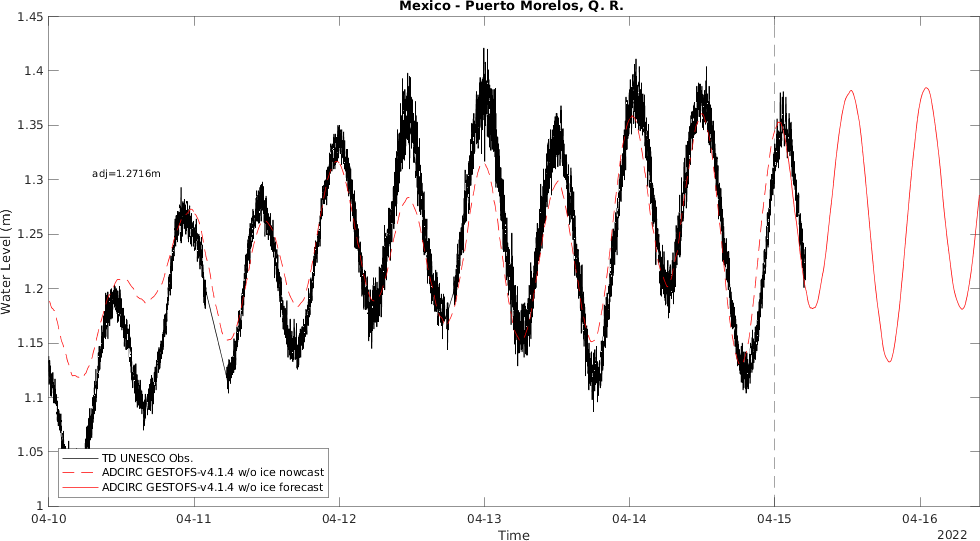 Mexico - Puerto Morelos, Q. R.
1.45
1.4
1.35
1.3
1.25
1.2
1.15
1.1
1.05
1
Water Level (m)
adj=1.2716m
TD UNESCO Obs.
ADCIRC GESTOFS-v4.1.4 w/o ice nowcast
ADCIRC GESTOFS-v4.1.4 w/o ice forecast
04-10 04-11 04-12 04-13 04-14 04-15 04-16
Time
2022